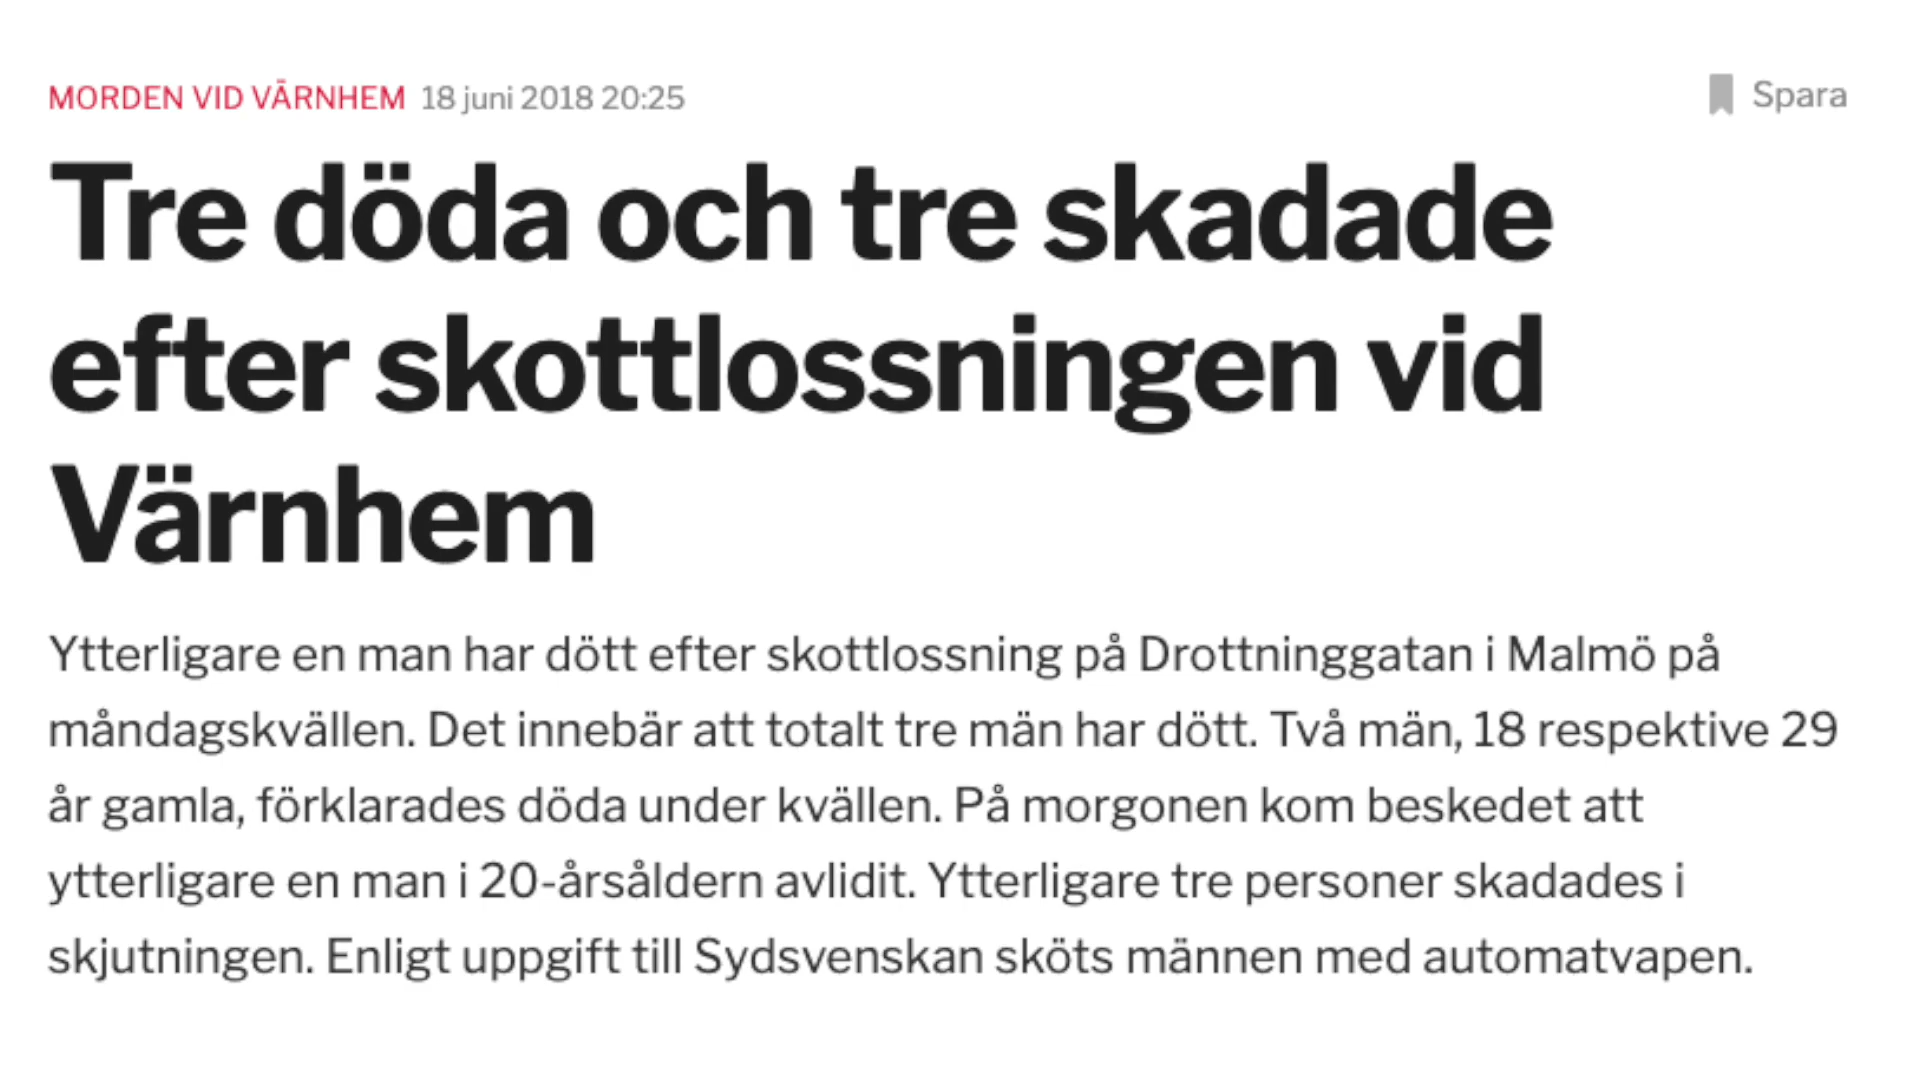 MORDEN VID VÄRNHEM 18 juni 2018 20:25
Spara
Tre döda och tre skadade
efter skottlossningen vid
Värnhem
Ytterligare en man har dött efter skottlossning på Drottninggatan i Malmö på
måndagskvällen. Det innebär att totalt tre män har dött. Två män, 18 respektive 29
år gamla, förklarades döda under kvällen. På morgonen kom beskedet att
ytterligare en man i 20-årsåldern avlidit. Ytterligare tre personer skadades i
skjutningen. Enligt uppgift till Sydsvenskan sköts männen med automatvapen.